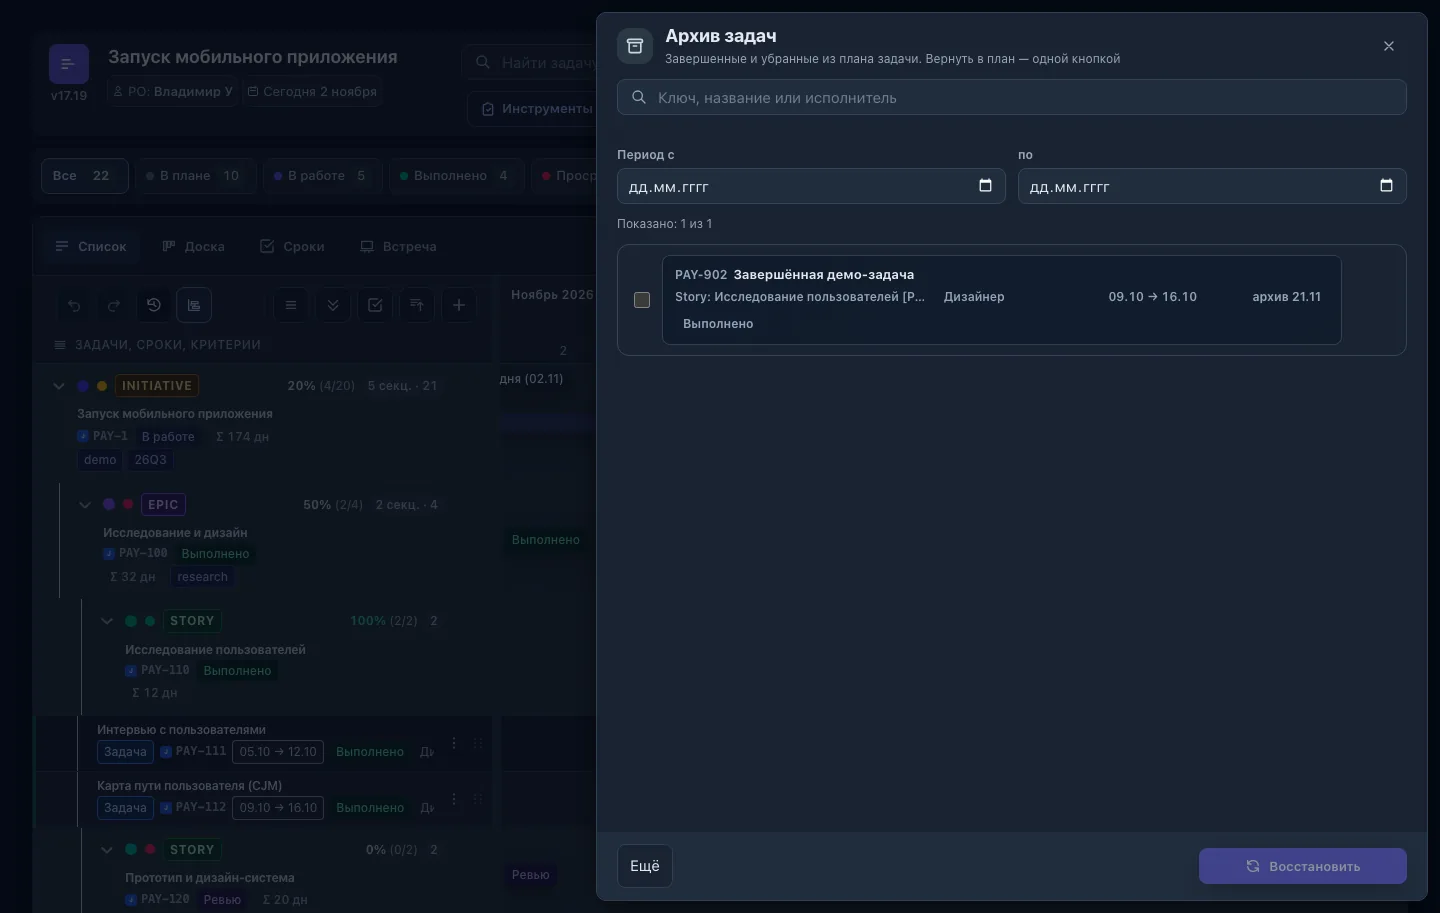 Запуск мобильного приложения
v17.19
РО: Владимир У
Сегодня 2 ноября
Найти задачу
Инструменты
Все 22
В плане 10
В работе 5
Выполнено 4
Проср
Список
Доска
Сроки
Встреча
Ноябрь 2026
ЗАДАЧИ, СРОКИ, КРИТЕРИИ
2
дня (02.11)
INITIATIVE 20% (4/20) 5 секц. · 21
Запуск мобильного приложения
PAY-1 В работе Σ 174 дн
demo 26Q3
EPIC 50% (2/4) 2 секц. · 4
Исследование и дизайн
PAY-100 Выполнено
Σ 32 дн research
Выполнено
STORY 100% (2/2) 2
Исследование пользователей
PAY-110 Выполнено
Σ 12 дн
Интервью с пользователями
Задача PAY-111 05.10 → 12.10 Выполнено Ди
Карта пути пользователя (CJM)
Задача PAY-112 09.10 → 16.10 Выполнено Ди
STORY 0% (0/2) 2
Прототип и дизайн-система
PAY-120 Ревью Σ 20 дн
Ревью
Архив задач
Завершенные и убранные из плана задачи. Вернуть в план — одной кнопкой
Ключ, название или исполнитель
Период с
по
дд.мм.гггг
дд.мм.гггг
Показано: 1 из 1
PAY-902 Завершённая демо-задача
Story: Исследование пользователей [P... Дизайнер 09.10 → 16.10 архив 21.11
Выполнено
Ещё
Восстановить